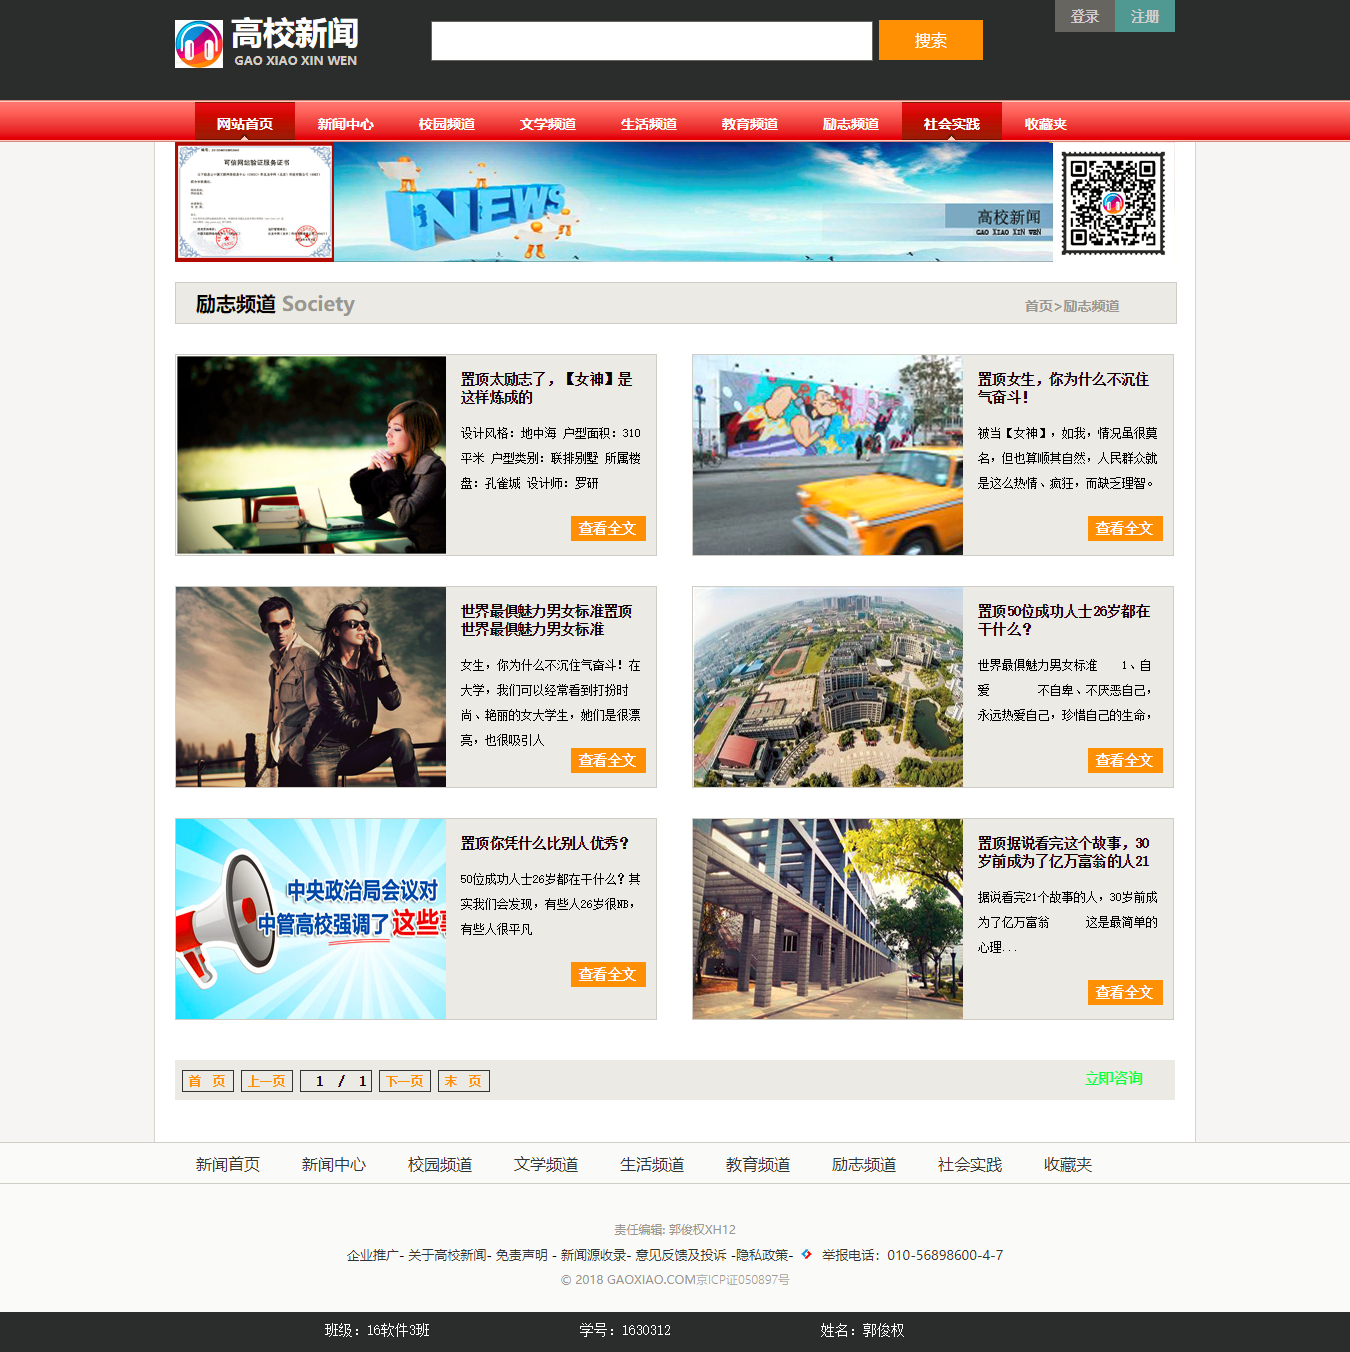 登录 注册
高校新闻
GAO XIAO XIN WEN
搜索
网站首页 新闻中心 校园频道 文学频道 生活频道 教育频道 励志频道 社会实践 收藏夹
可信网站验证服务证书
NEWS
高校新闻
GAO XIAO XIN WEN
励志频道 Society
首页>励志频道
置顶太励志了，【女神】是
这样炼成的
设计风格：地中海 户型面积：310
平米 户型类别：联排别墅 所属楼
盘：孔雀城 设计师：罗研
查看全文
置顶女生，你为什么不沉住
气奋斗！
被当【女神】，如我，情况虽很莫
名，但也算顺其自然，人民群众就
是这么热情、疯狂，而缺乏理智。
查看全文
世界最俱魅力男女标准置顶
世界最俱魅力男女标准
女生，你为什么不沉住气奋斗！在
大学，我们可以经常看到打扮时
尚、艳丽的女大学生，她们是很漂
亮，也很吸引人
查看全文
置顶50位成功人士26岁都在
干什么？
世界最俱魅力男女标准 1、自
爱 不自卑、不厌恶自己，
永远热爱自己，珍惜自己的生命，
查看全文
中央政治局会议对
中管高校强调了这些事
置顶你凭什么比别人优秀？
50位成功人士26岁都在干什么？其
实我们会发现，有些人26岁很NB，
有些人很平凡
查看全文
置顶据说看完这个故事，30
岁前成为了亿万富翁的人21
据说看完21个故事的人，30岁前成
为了亿万富翁 这是最简单的
心理...
查看全文
首 页 上一页 1 / 1 下一页 末 页
立即咨询
新闻首页 新闻中心 校园频道 文学频道 生活频道 教育频道 励志频道 社会实践 收藏夹
责任编辑: 郭俊权XH12
企业推广- 关于高校新闻- 免责声明 - 新闻源收录- 意见反馈及投诉 -隐私政策- 举报电话：010-56898600-4-7
© 2018 GAOXIAO.COM京ICP证050897号
班级：16软件3班 学号：1630312 姓名：郭俊权